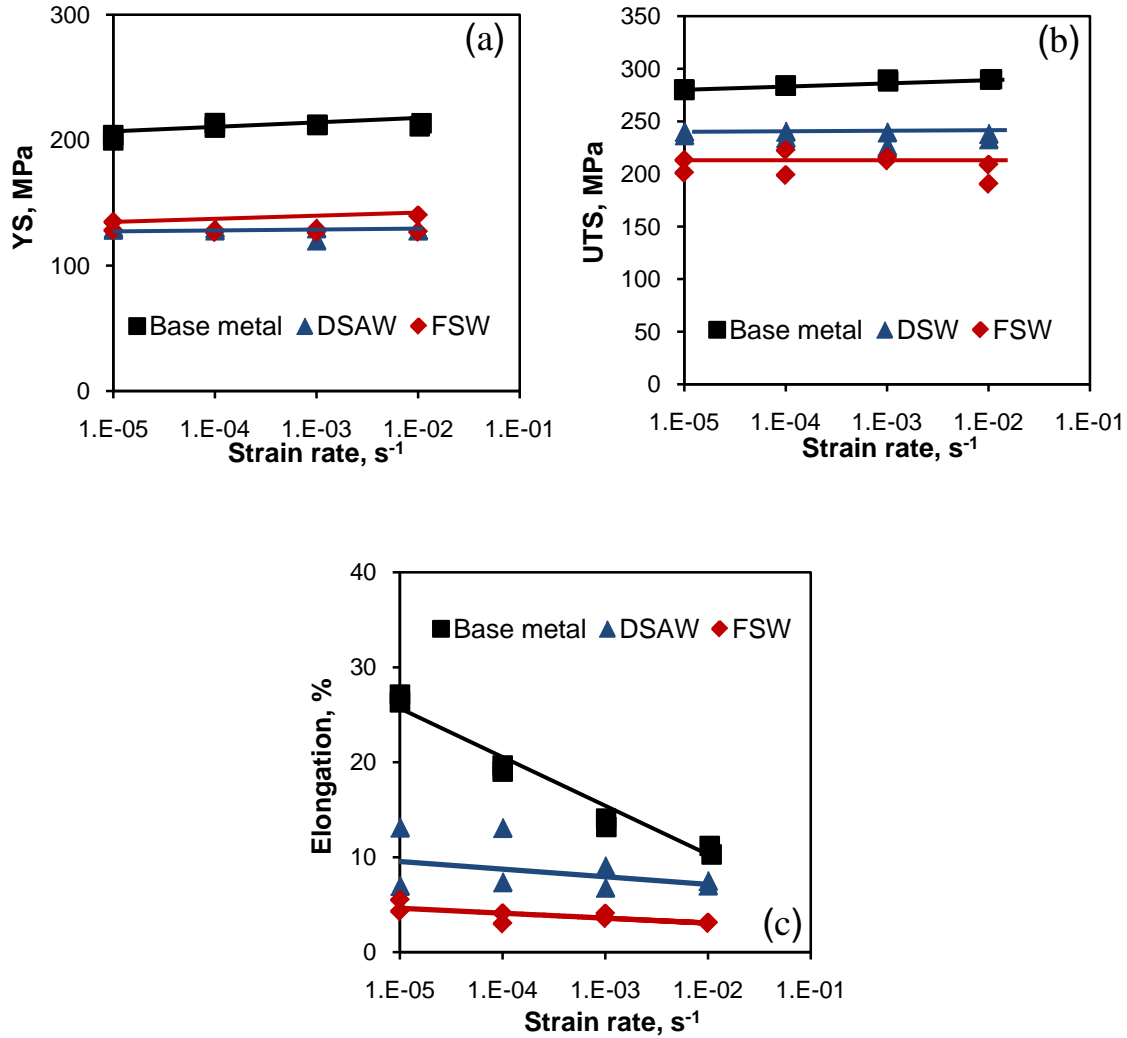 (a)
300
200
100
0
YS, MPa
Base metal DSAW FSW
1.E-05 1.E-04 1.E-03 1.E-02 1.E-01
Strain rate, s-1
(b)
350
300
250
200
150
100
50
0
UTS, MPa
Base metal DSW FSW
1.E-05 1.E-04 1.E-03 1.E-02 1.E-01
Strain rate, s-1
40
30
20
10
0
Elongation, %
Base metal DSAW FSW
(c)
1.E-05 1.E-04 1.E-03 1.E-02 1.E-01
Strain rate, s-1